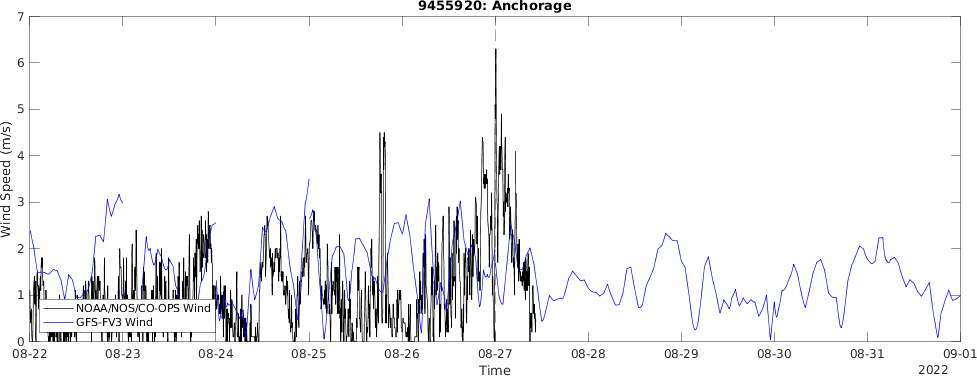 9455920: Anchorage
Wind Speed (m/s)
7
6
5
4
3
2
1
0
NOAA/NOS/CO-OPS Wind
GFS-FV3 Wind
08-22 08-23 08-24 08-25 08-26 08-27 08-28 08-29 08-30 08-31 09-01
Time
2022